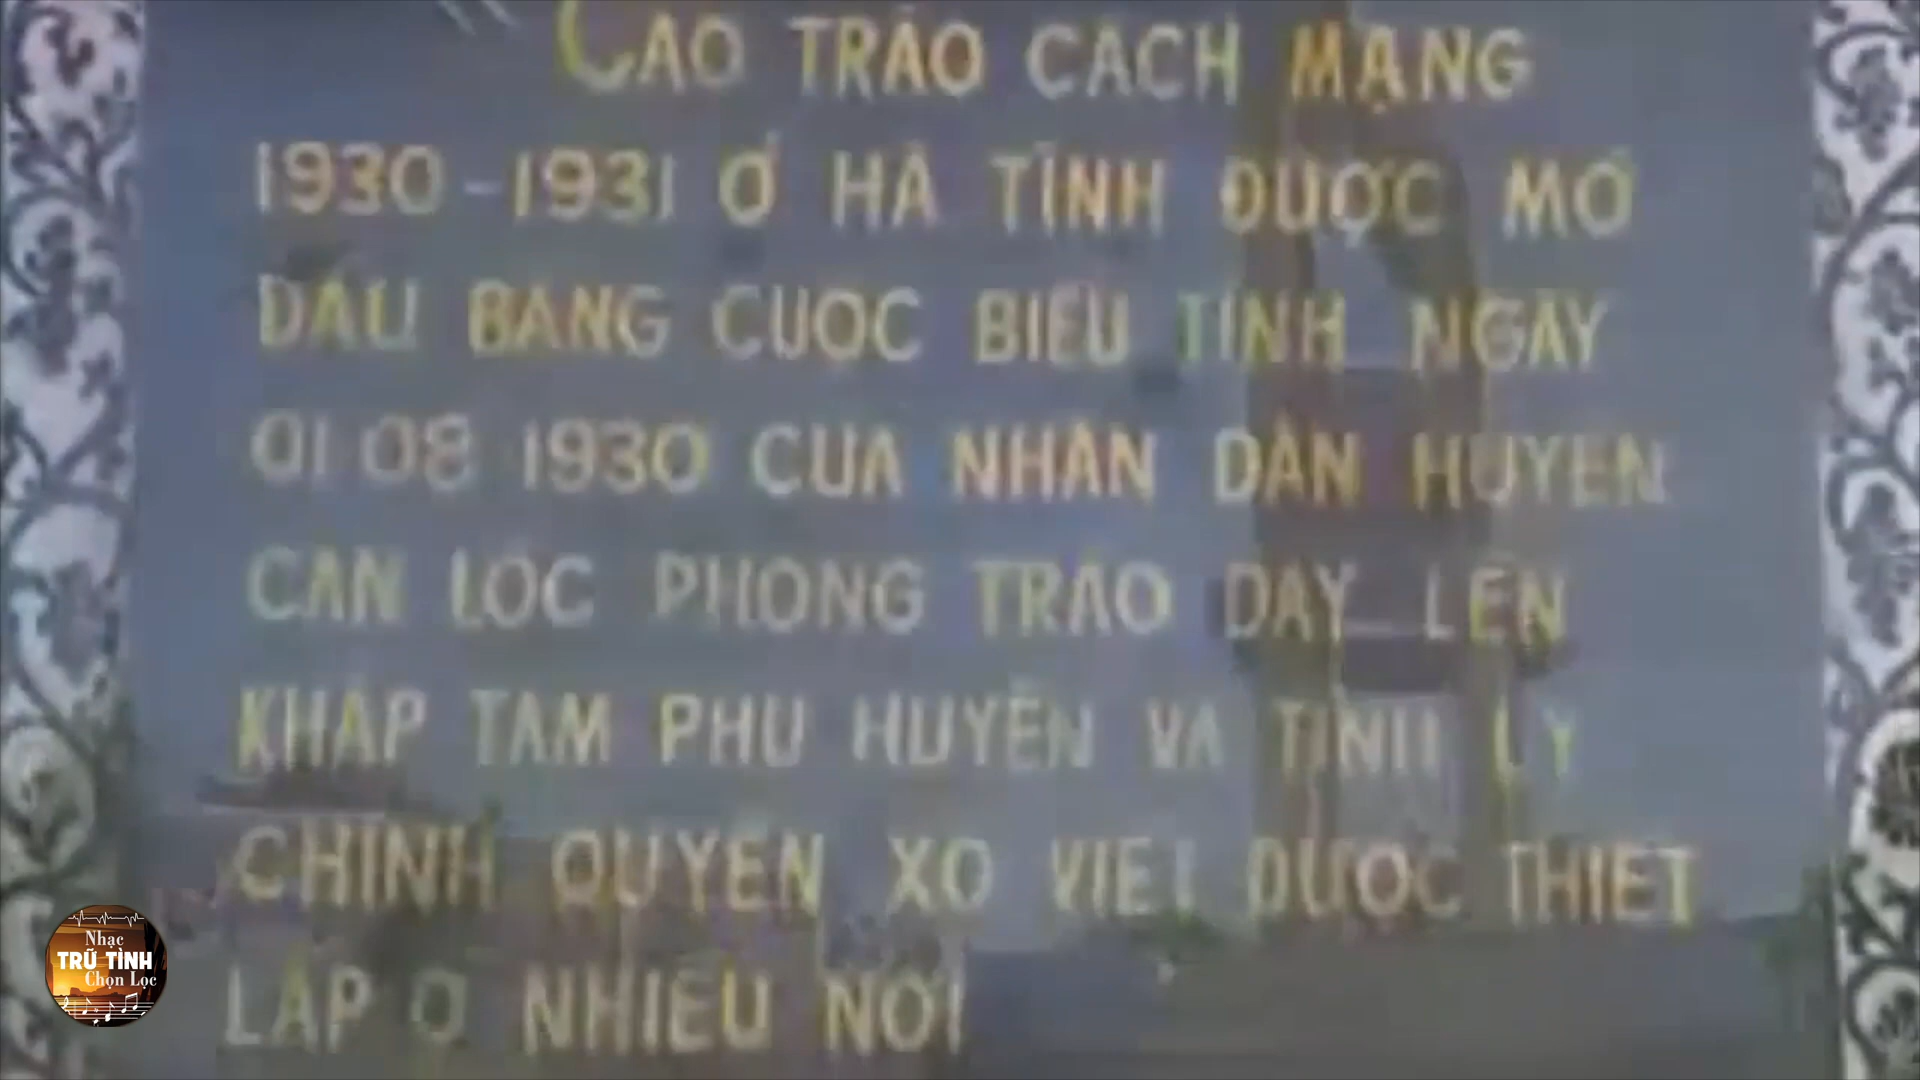 CAO TRÀO CÁCH MẠNG
1930-1931 Ở HÀ TĨNH ĐƯỢC MỞ
ĐẦU BẰNG CUỘC BIỂU TÌNH NGÀY
01 08 1930 CỦA NHÂN DÂN HUYỆN
CAN LỘC PHONG TRÀO DẤY LÊN
KHẮP TÁM PHỦ HUYỆN VÀ TỈNH LỴ
CHÍNH QUYỀN XÔ VIẾT ĐƯỢC THIẾT
LẬP Ở NHIỀU NƠI
Nhạc
TRỮ TÌNH
Chọn Lọc